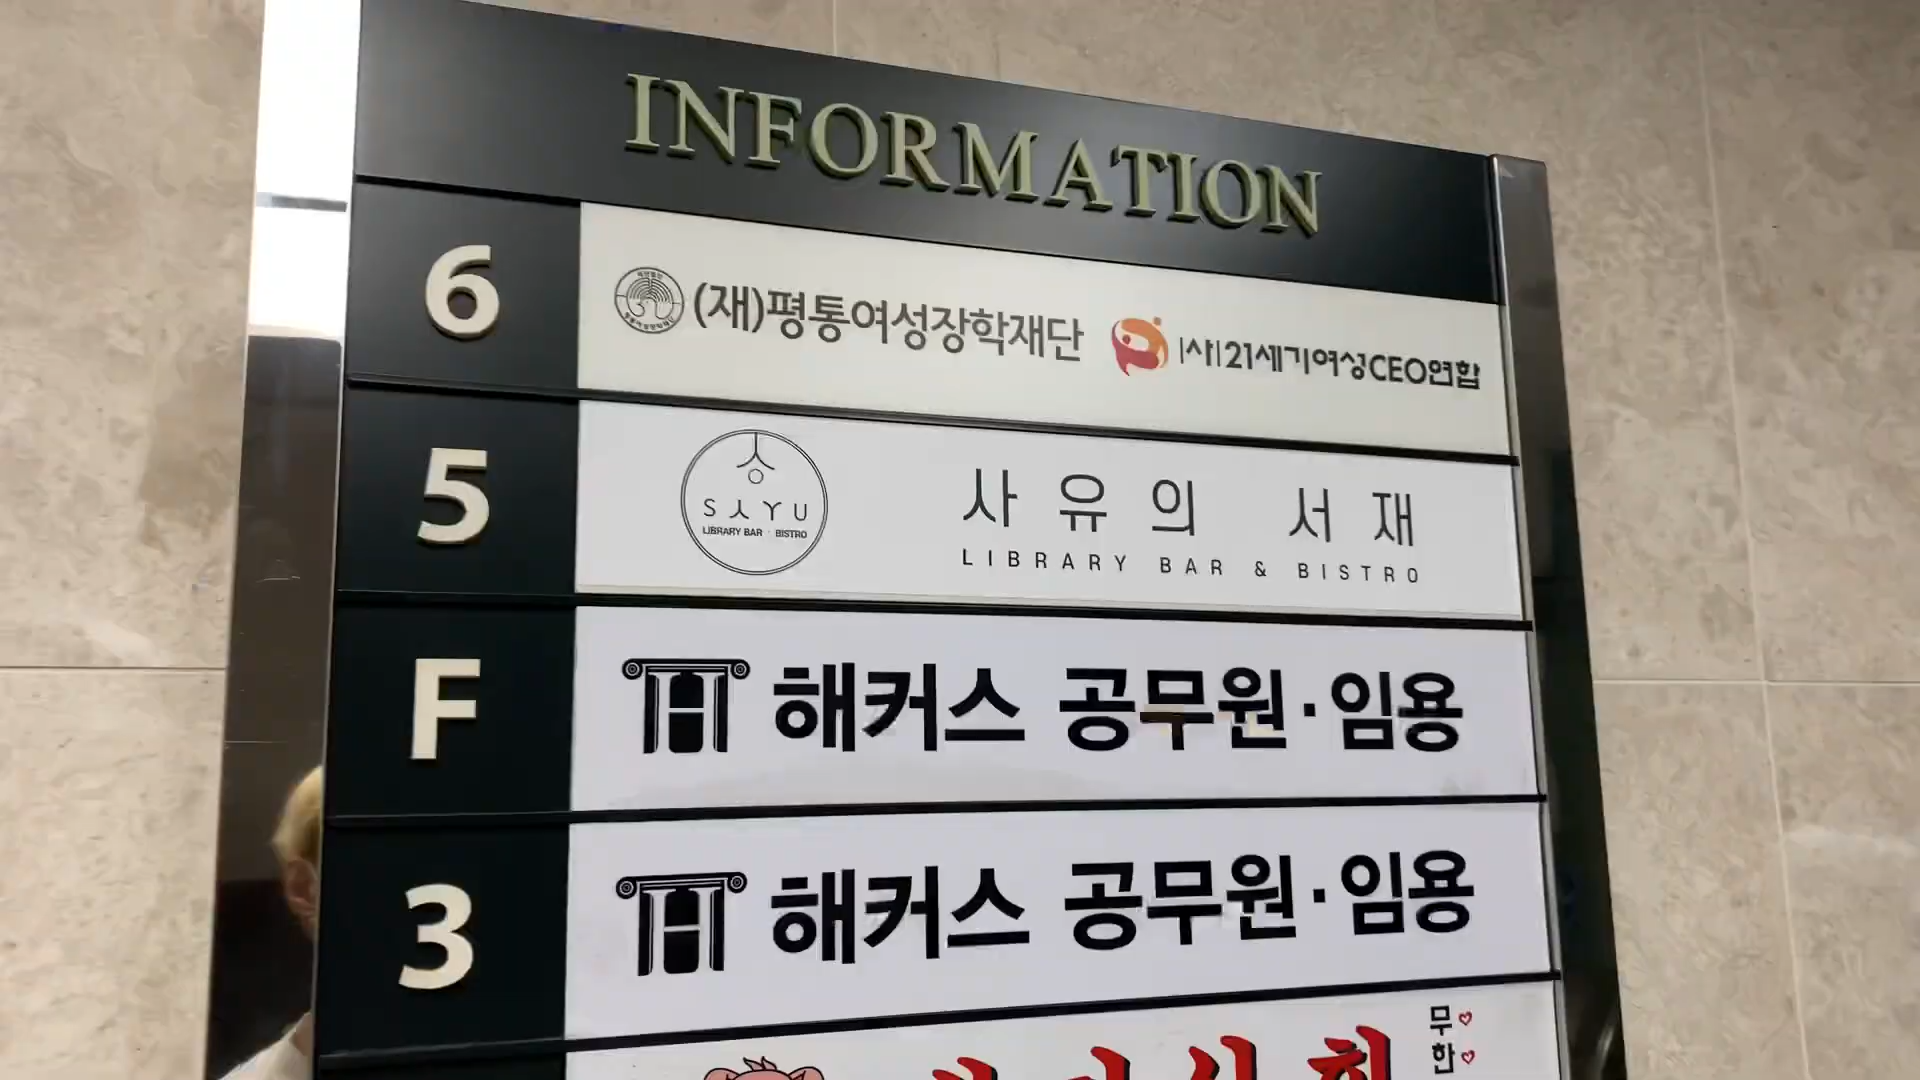 INFORMATION
6
(재)평통여성장학재단
|사|21세기여성CEO연합
5
SAYU
LIBRARY BAR · BISTRO
사유의 서재
LIBRARY BAR & BISTRO
F
해커스 공무원·임용
3
해커스 공무원·임용
무한